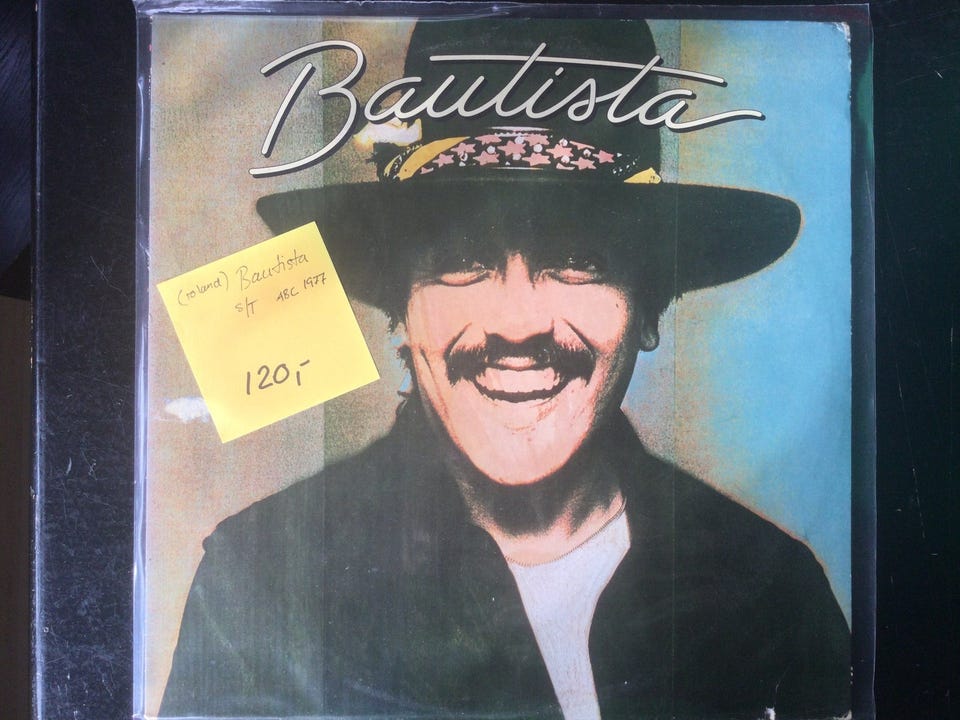 Bautista
(roland) Bautista
S/T ABC 1977
120,-